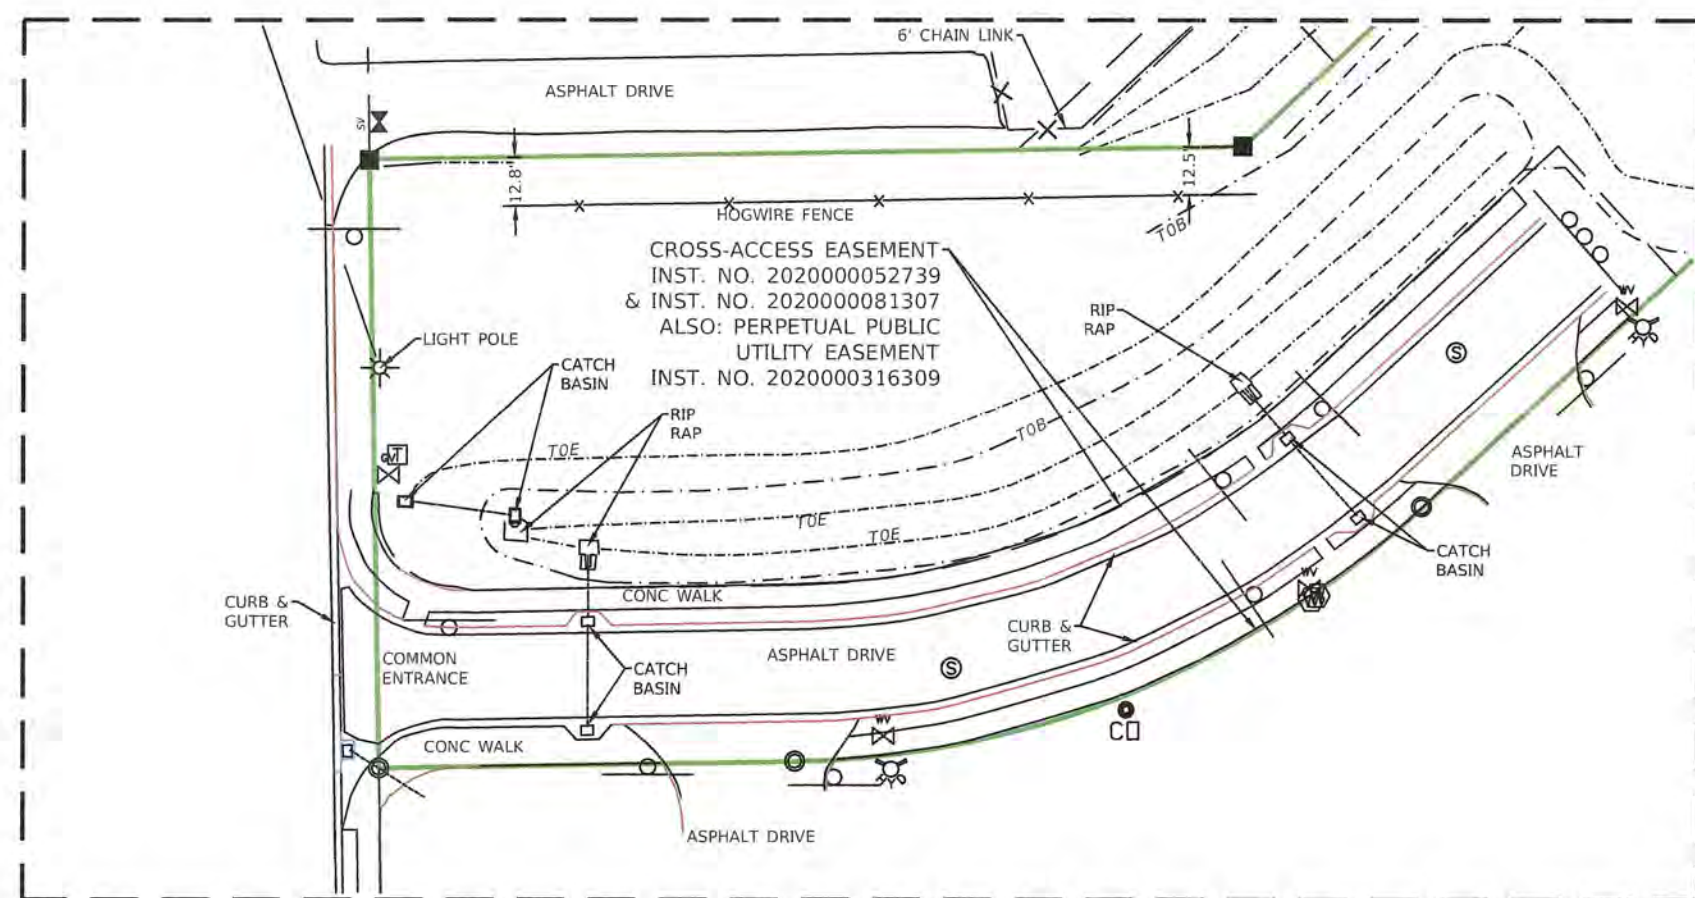 6' CHAIN LINK
ASPHALT DRIVE
SV
12.8'
12.5'
HOGWIRE FENCE
TOB
CROSS-ACCESS EASEMENT
INST. NO. 2020000052739
& INST. NO. 2020000081307
ALSO: PERPETUAL PUBLIC
UTILITY EASEMENT
INST. NO. 2020000316309
RIP
RAP
WV
LIGHT POLE
CATCH
BASIN
S
RIP
RAP
TOB
TOE
T
ASPHALT
DRIVE
TOE
TOE
CATCH
BASIN
WV
CONC WALK
CURB &
GUTTER
CURB &
GUTTER
COMMON
ENTRANCE
ASPHALT DRIVE
S
CATCH
BASIN
WV
CONC WALK
CO
ASPHALT DRIVE